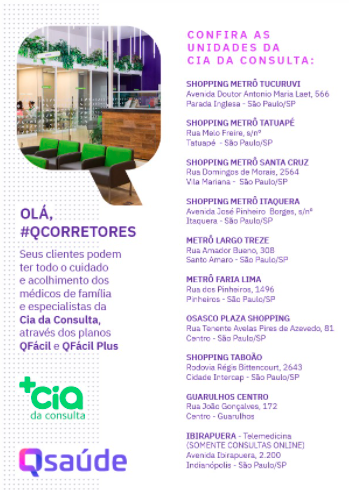 CONFIRA AS
UNIDADES DA
CIA DA CONSULTA:
SHOPPING METRÔ TUCURUVI
Avenida Doutor Antonio Maria Laet, 566
Parada Inglesa - São Paulo/SP
SHOPPING METRÔ TATUAPÉ
Rua Melo Freire, s/nº
Tatuapé - São Paulo/SP
SHOPPING METRÔ SANTA CRUZ
Rua Domingos de Morais, 2564
Vila Mariana - São Paulo/SP
SHOPPING METRÔ ITAQUERA
Avenida José Pinheiro Borges, s/nº
Itaquera - São Paulo/SP
METRÔ LARGO TREZE
Rua Amador Bueno, 308
Santo Amaro - São Paulo/SP
METRÔ FARIA LIMA
Rua dos Pinheiros, 1496
Pinheiros - São Paulo/SP
OSASCO PLAZA SHOPPING
Rua Tenente Avelas Pires de Azevedo, 81
Centro - São Paulo/SP
SHOPPING TABOÃO
Rodovia Régis Bittencourt, 2643
Cidade Intercap - São Paulo/SP
GUARULHOS CENTRO
Rua João Gonçalves, 172
Centro - Guarulhos
IBIRAPUERA - Telemedicina
(SOMENTE CONSULTAS ONLINE)
Avenida Ibirapuera, 2.200
Indianópolis - São Paulo/SP
OLÁ,
#QCORRETORES
Seus clientes podem
ter todo o cuidado
e acolhimento dos
médicos de família
e especialistas da
Cia da Consulta,
através dos planos
QFácil e QFácil Plus
+cia
da consulta
Qsaúde